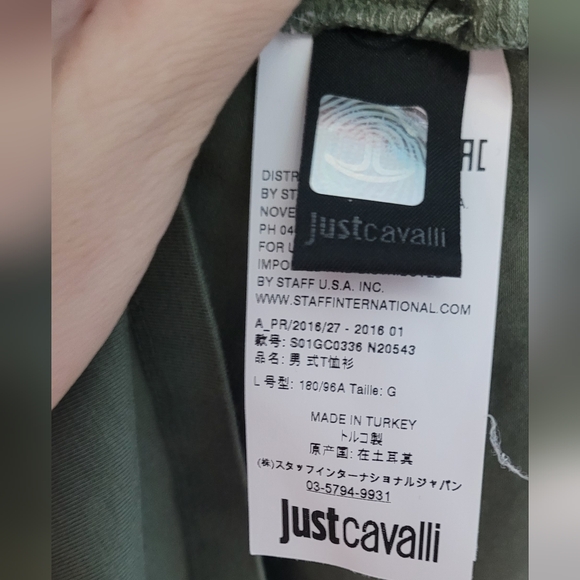 justcavalli
DISTR
BY ST
NOVE
PH 04
FOR U
IMPO
BY STAFF U.S.A. INC.
WWW.STAFFINTERNATIONAL.COM
A_PR/2016/27 - 2016 01
款号: S01GC0336 N20543
品名: 男 式T恤衫
L 号型: 180/96A Taille: G
MADE IN TURKEY
トルコ製
原产国: 在土耳其
(株)スタッフインターナショナルジャパン
03-5794-9931
justcavalli